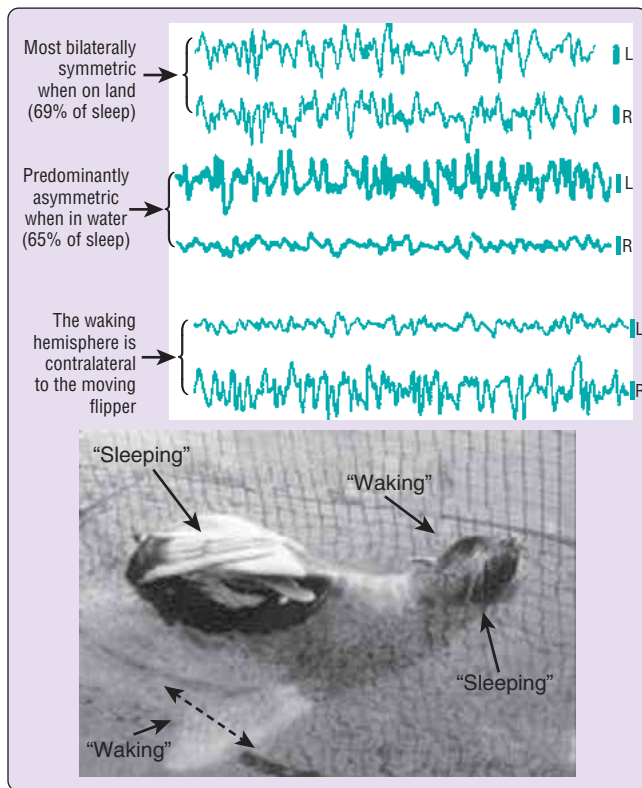 Most bilaterally
symmetric
when on land
(69% of sleep)
L
R
Predominantly
asymmetric
when in water
(65% of sleep)
L
R
The waking
hemisphere is
contralateral
to the moving
flipper
L
R
“Sleeping”
“Waking”
“Sleeping”
“Waking”